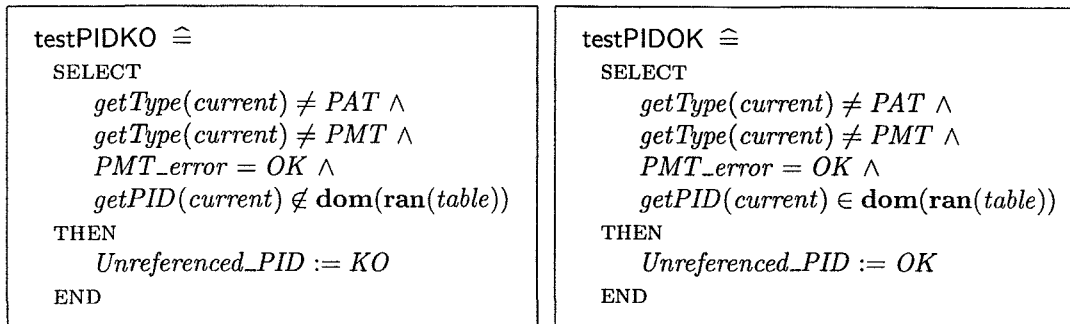 testPIDKO ≙
SELECT
getType(current) ≠ PAT ∧
getType(current) ≠ PMT ∧
PMT_error = OK ∧
getPID(current) ∉ dom(ran(table))
THEN
Unreferenced_PID := KO
END
testPIDOK ≙
SELECT
getType(current) ≠ PAT ∧
getType(current) ≠ PMT ∧
PMT_error = OK ∧
getPID(current) ∈ dom(ran(table))
THEN
Unreferenced_PID := OK
END